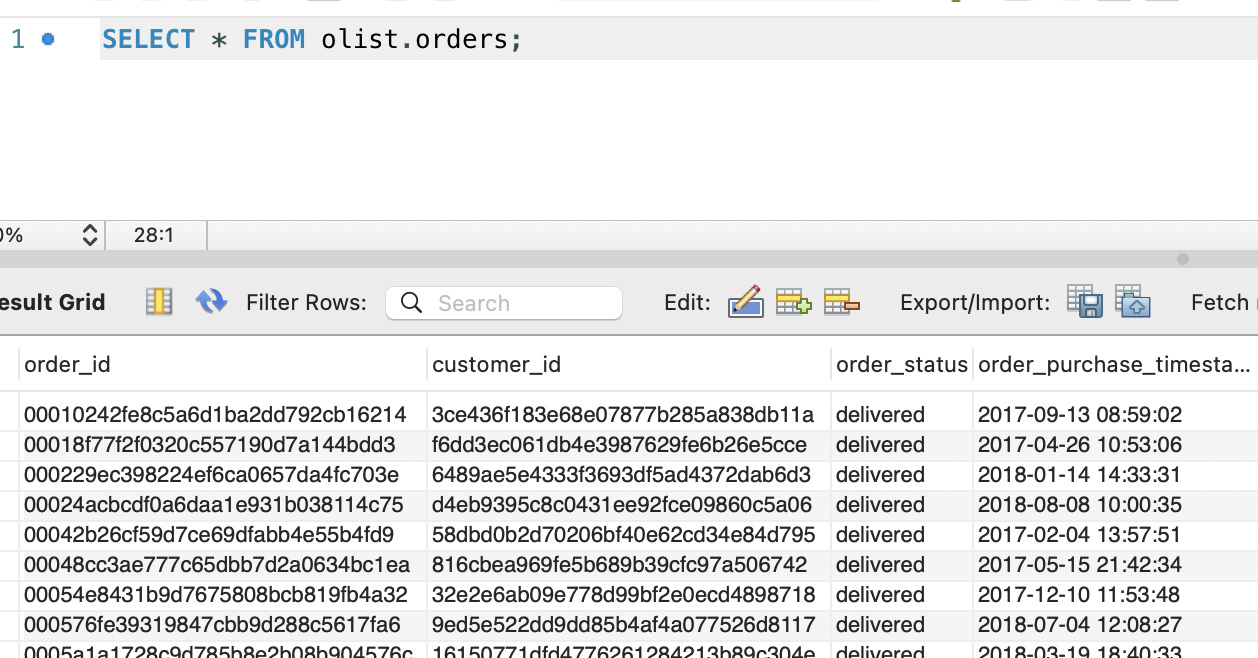 1 SELECT * FROM olist.orders;
0% 28:1
esult Grid Filter Rows: Search Edit: Export/Import: Fetch
order_id customer_id order_status order_purchase_timesta...
00010242fe8c5a6d1ba2dd792cb16214 3ce436f183e68e07877b285a838db11a delivered 2017-09-13 08:59:02
00018f77f2f0320c557190d7a144bdd3 f6dd3ec061db4e3987629fe6b26e5cce delivered 2017-04-26 10:53:06
000229ec398224ef6ca0657da4fc703e 6489ae5e4333f3693df5ad4372dab6d3 delivered 2018-01-14 14:33:31
00024acbcdf0a6daa1e931b038114c75 d4eb9395c8c0431ee92fce09860c5a06 delivered 2018-08-08 10:00:35
00042b26cf59d7ce69dfabb4e55b4fd9 58dbd0b2d70206bf40e62cd34e84d795 delivered 2017-02-04 13:57:51
00048cc3ae777c65dbb7d2a0634bc1ea 816cbea969fe5b689b39cfc97a506742 delivered 2017-05-15 21:42:34
00054e8431b9d7675808bcb819fb4a32 32e2e6ab09e778d99bf2e0ecd4898718 delivered 2017-12-10 11:53:48
000576fe39319847cbb9d288c5617fa6 9ed5e522dd9dd85b4af4a077526d8117 delivered 2018-07-04 12:08:27
0005a1a1728c9d785b8e2b08b904576c 16150771dfd4776261284213b89c304e delivered 2018-03-19 18:40:33